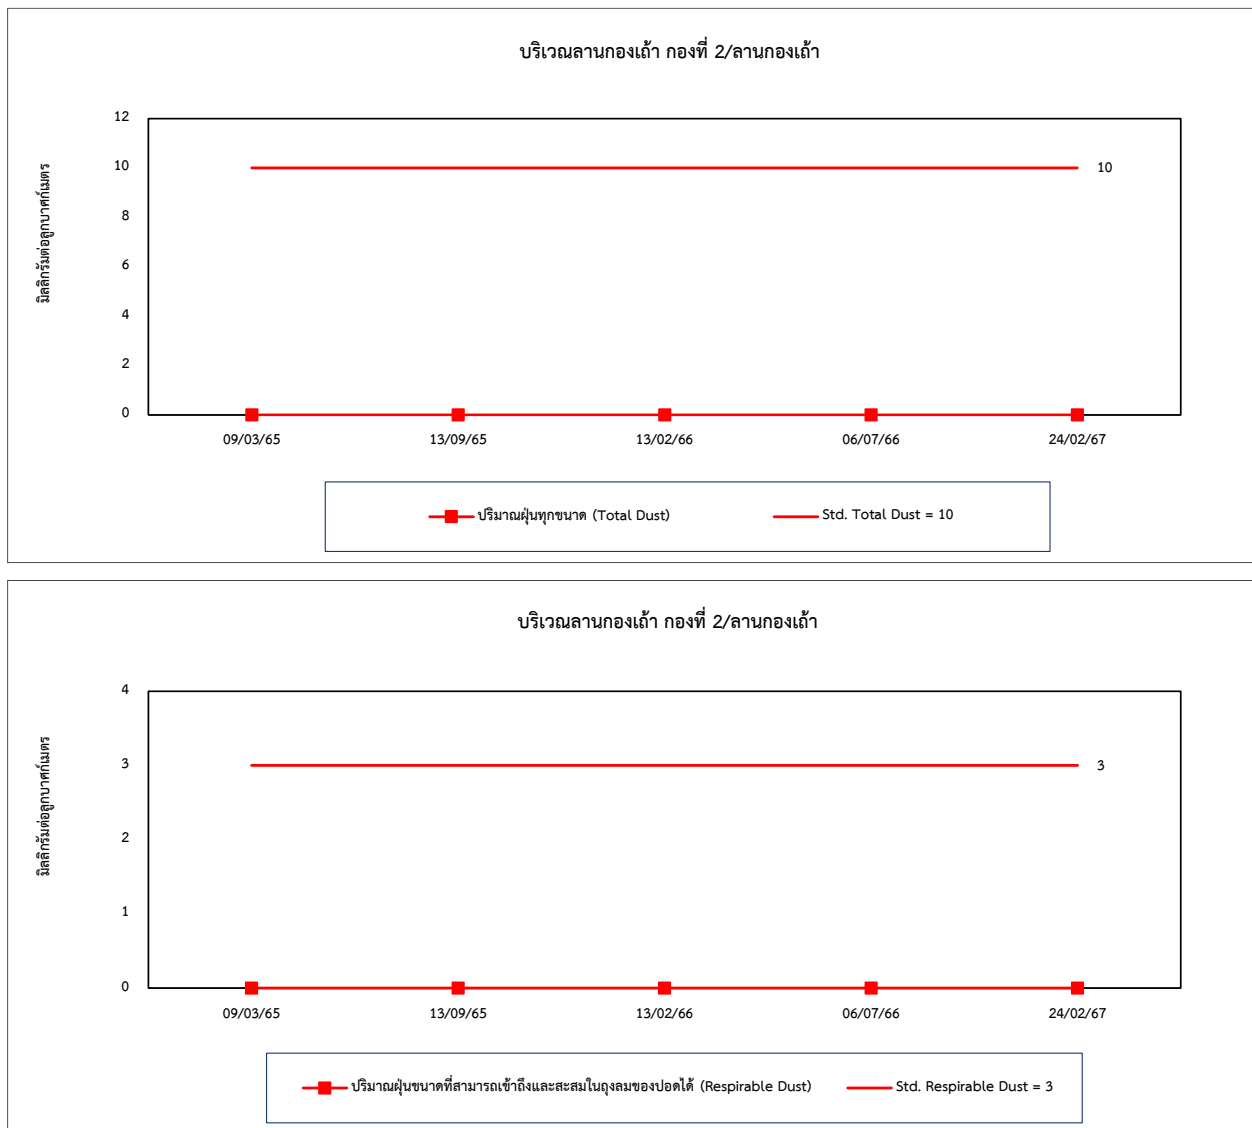 บริเวณลานกองเถ้า กองที่ 2/ลานกองเถ้า
มิลลิกรัมต่อลูกบาศก์เมตร
12
10
8
6
4
2
0
10
09/03/65 13/09/65 13/02/66 06/07/66 24/02/67
ปริมาณฝุ่นทุกขนาด (Total Dust) Std. Total Dust = 10
บริเวณลานกองเถ้า กองที่ 2/ลานกองเถ้า
มิลลิกรัมต่อลูกบาศก์เมตร
4
3
2
1
0
3
09/03/65 13/09/65 13/02/66 06/07/66 24/02/67
ปริมาณฝุ่นขนาดที่สามารถเข้าถึงและสะสมในถุงลมของปอดได้ (Respirable Dust) Std. Respirable Dust = 3